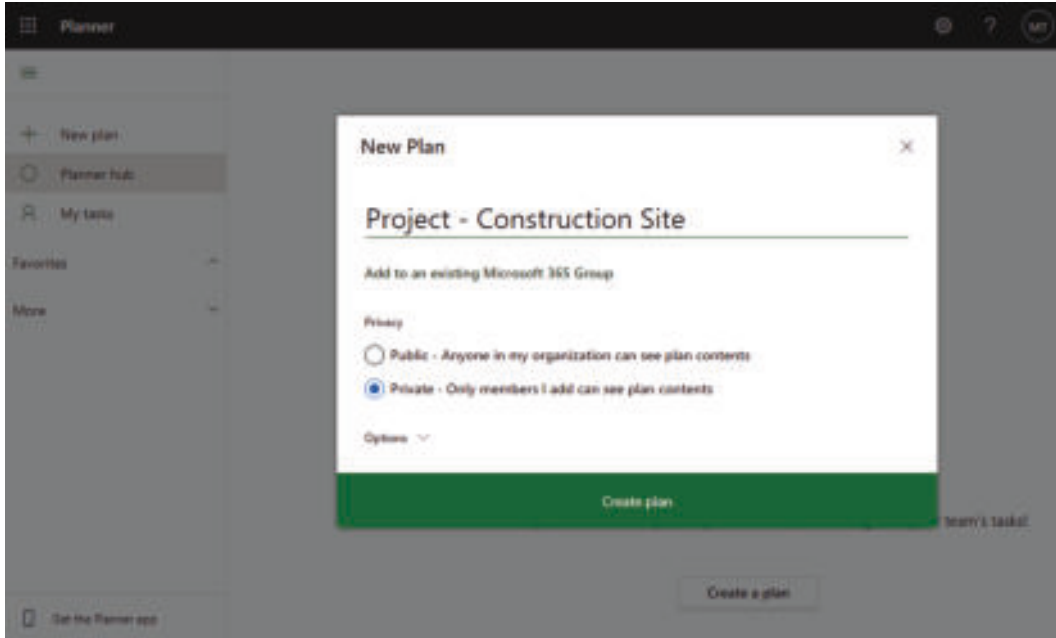 Planner
?
MT
New plan
Planner hub
My tasks
Favorites
More
New Plan
Project - Construction Site
Add to an existing Microsoft 365 Group
Privacy
Public - Anyone in my organization can see plan contents
Private - Only members I add can see plan contents
Options
Create plan
team's tasks!
Create a plan
Get the Planner app